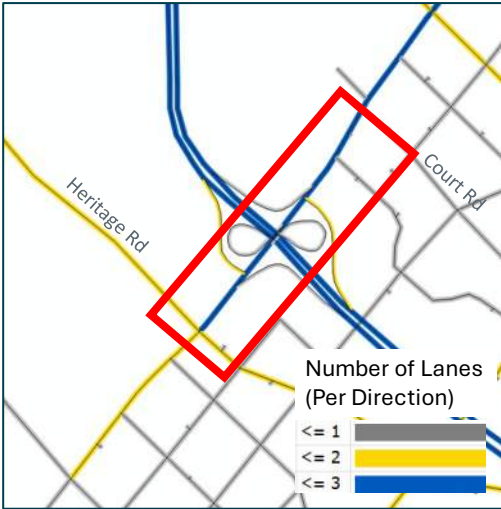 Heritage Rd
Court Rd
Number of Lanes
(Per Direction)
<= 1
<= 2
<= 3